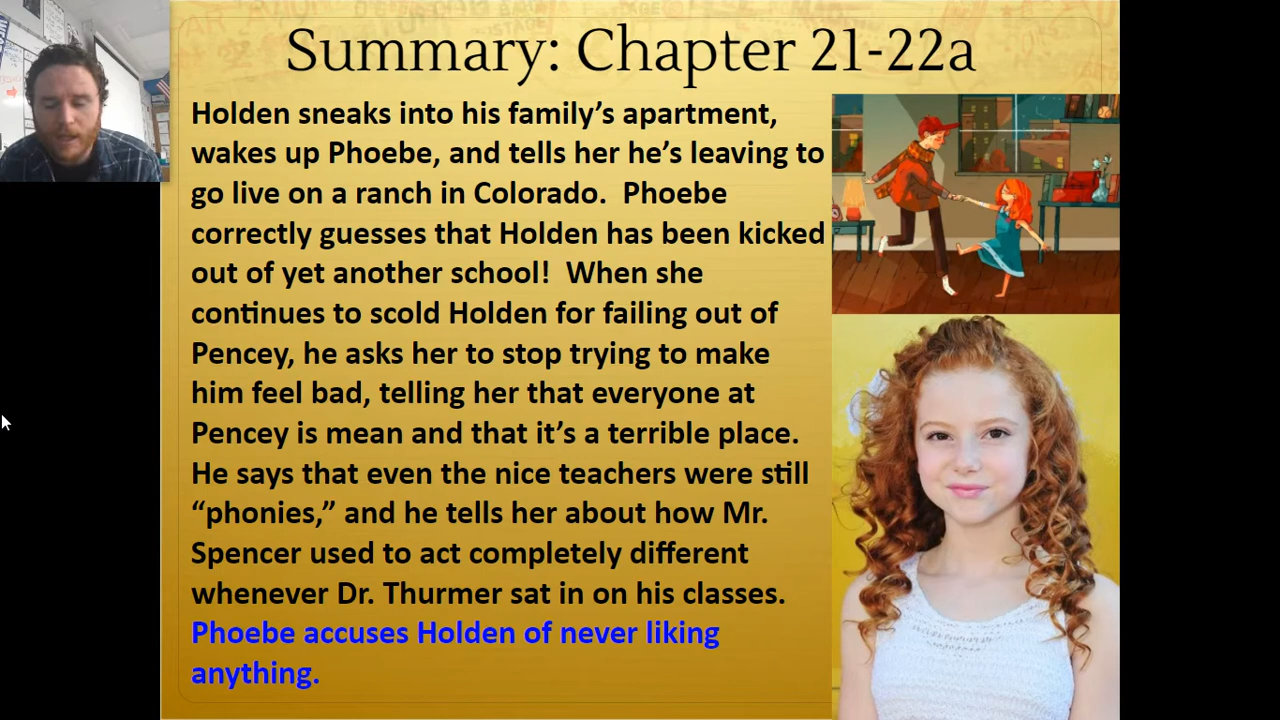 Summary: Chapter 21-22a
Holden sneaks into his family’s apartment,
wakes up Phoebe, and tells her he’s leaving to
go live on a ranch in Colorado.  Phoebe
correctly guesses that Holden has been kicked
out of yet another school!  When she
continues to scold Holden for failing out of
Pencey, he asks her to stop trying to make
him feel bad, telling her that everyone at
Pencey is mean and that it’s a terrible place.
He says that even the nice teachers were still
“phonies,” and he tells her about how Mr.
Spencer used to act completely different
whenever Dr. Thurmer sat in on his classes.
Phoebe accuses Holden of never liking
anything.